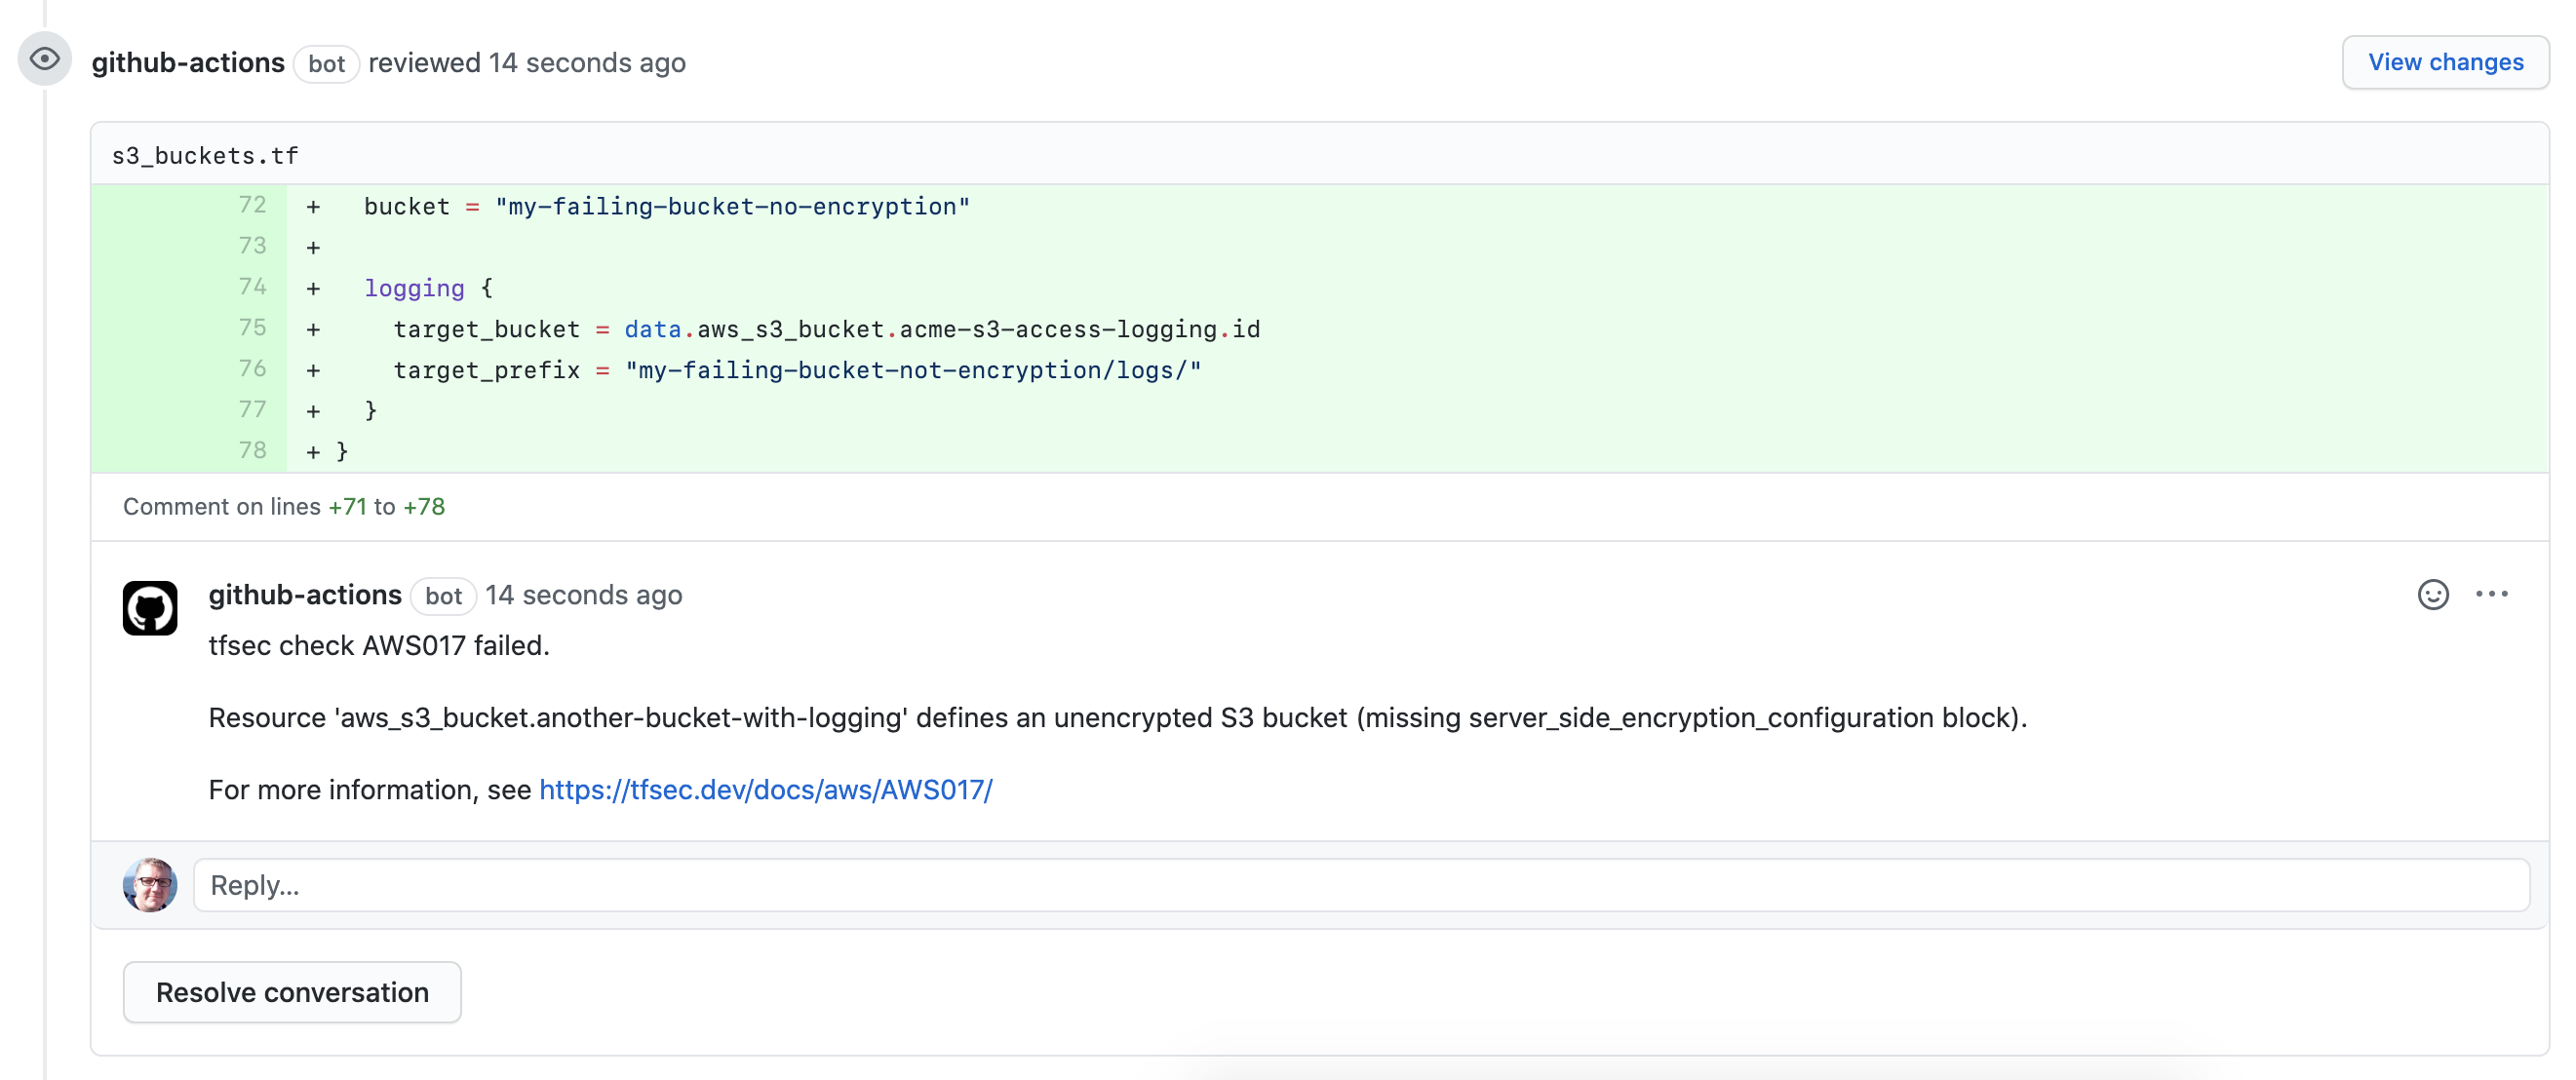 github-actions bot reviewed 14 seconds ago
View changes
s3_buckets.tf
72 + bucket = "my-failing-bucket-no-encryption"
73 +
74 + logging {
75 + target_bucket = data.aws_s3_bucket.acme-s3-access-logging.id
76 + target_prefix = "my-failing-bucket-not-encryption/logs/"
77 + }
78 + }
Comment on lines +71 to +78
github-actions bot 14 seconds ago
tfsec check AWS017 failed.
Resource 'aws_s3_bucket.another-bucket-with-logging' defines an unencrypted S3 bucket (missing server_side_encryption_configuration block).
For more information, see https://tfsec.dev/docs/aws/AWS017/
Reply...
Resolve conversation